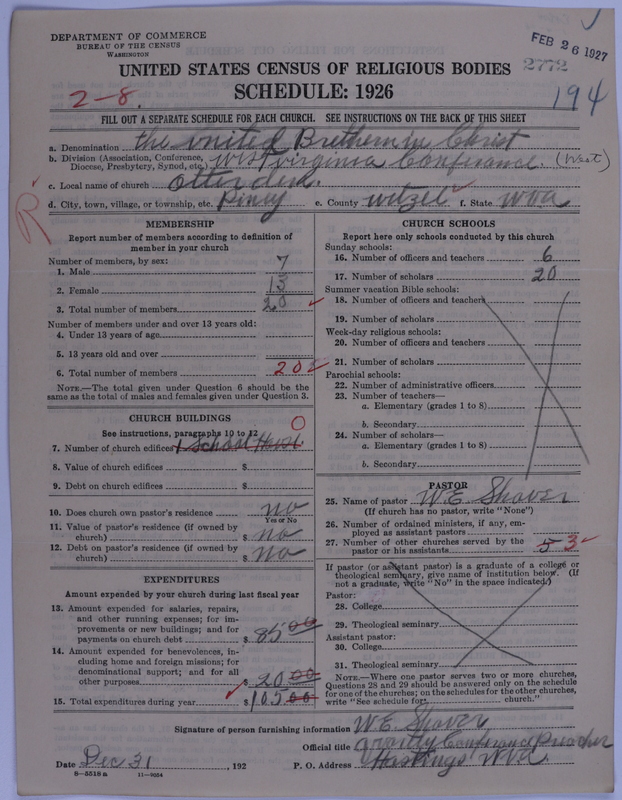 DEPARTMENT OF COMMERCE
BUREAU OF THE CENSUS
WASHINGTON
FEB 26 1927
2772
UNITED STATES CENSUS OF RELIGIOUS BODIES
SCHEDULE: 1926
2-8.
194
FILL OUT A SEPARATE SCHEDULE FOR EACH CHURCH. SEE INSTRUCTIONS ON THE BACK OF THIS SHEET
a. Denomination the United Brethern in Christ
b. Division (Association, Conference, Diocese, Presbytery, Synod, etc.) West Virginia Conferance. (West)
c. Local name of church
d. City, town, village, or township, etc. Piney e. County Wetzel f. State W va
R
MEMBERSHIP
Report number of members according to definition of
member in your church
Number of members, by sex:
1. Male 7
2. Female 13
3. Total number of members 20
Number of members under and over 13 years old:
4. Under 13 years of age
5. 13 years old and over
6. Total number of members 20
NOTE.—The total given under Question 6 should be the
same as the total of males and females given under Question 3.
CHURCH BUILDINGS
See instructions, paragraphs 10 to 12
7. Number of church edifices 1 School House 0
8. Value of church edifices $
9. Debt on church edifices $
10. Does church own pastor's residence no
Yes or No
11. Value of pastor's residence (if owned by
church) $ no
12. Debt on pastor's residence (if owned by
church) $ no
EXPENDITURES
Amount expended by your church during last fiscal year
13. Amount expended for salaries, repairs,
and other running expenses; for im-
provements or new buildings; and for
payments on church debt $ 85 00
14. Amount expended for benevolences, in-
cluding home and foreign missions; for
denominational support; and for all
other purposes $ 20 00
15. Total expenditures during year $ 105 00
CHURCH SCHOOLS
Report here only schools conducted by this church
Sunday schools:
16. Number of officers and teachers 6
17. Number of scholars 20
Summer vacation Bible schools:
18. Number of officers and teachers
19. Number of scholars
Week-day religious schools:
20. Number of officers and teachers
21. Number of scholars
Parochial schools:
22. Number of administrative officers
23. Number of teachers—
a. Elementary (grades 1 to 8)
b. Secondary
24. Number of scholars—
a. Elementary (grades 1 to 8)
b. Secondary
PASTOR
25. Name of pastor W.E. Shaver
(If church has no pastor, write "None")
26. Number of ordained ministers, if any, em-
ployed as assistant pastors
27. Number of other churches served by the
pastor or his assistants 3
If pastor (or assistant pastor) is a graduate of a college or
theological seminary, give name of institution below. (If
not a graduate, write "No" in the space indicated.)
Pastor:
28. College
29. Theological seminary
Assistant pastor:
30. College
31. Theological seminary
NOTE.—Where one pastor serves two or more churches,
Questions 28 and 29 should be answered only on the schedule
for one of the churches; on the schedules for the other churches,
write "See schedule for church."
Signature of person furnishing information W.E. Shaver
Official title Conference Preacher
Date Dec 31, 192 P. O. Address Hastings W va.
8—5518 a 11—9034